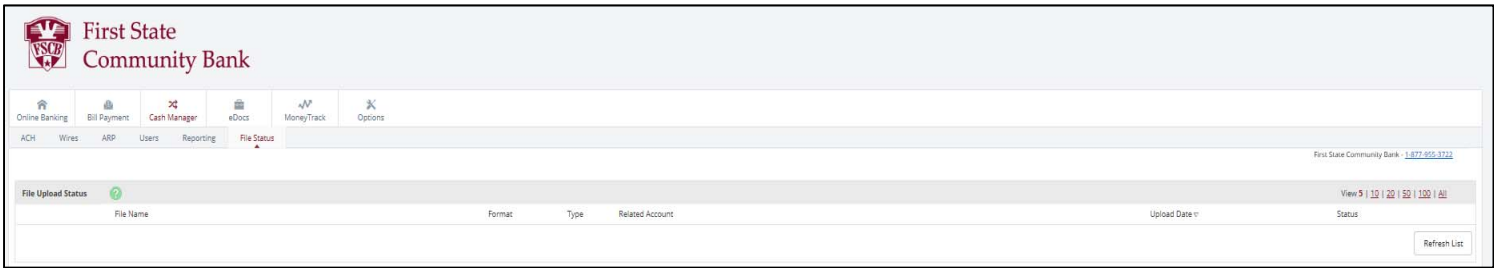 FSCB
First State
Community Bank
Online Banking Bill Payment Cash Manager eDocs MoneyTrack Options
ACH Wires ARP Users Reporting File Status
First State Community Bank - 1-877-955-3722
File Upload Status ? View 5 | 10 | 20 | 50 | 100 | All
File Name Format Type Related Account Upload Date Status
Refresh List